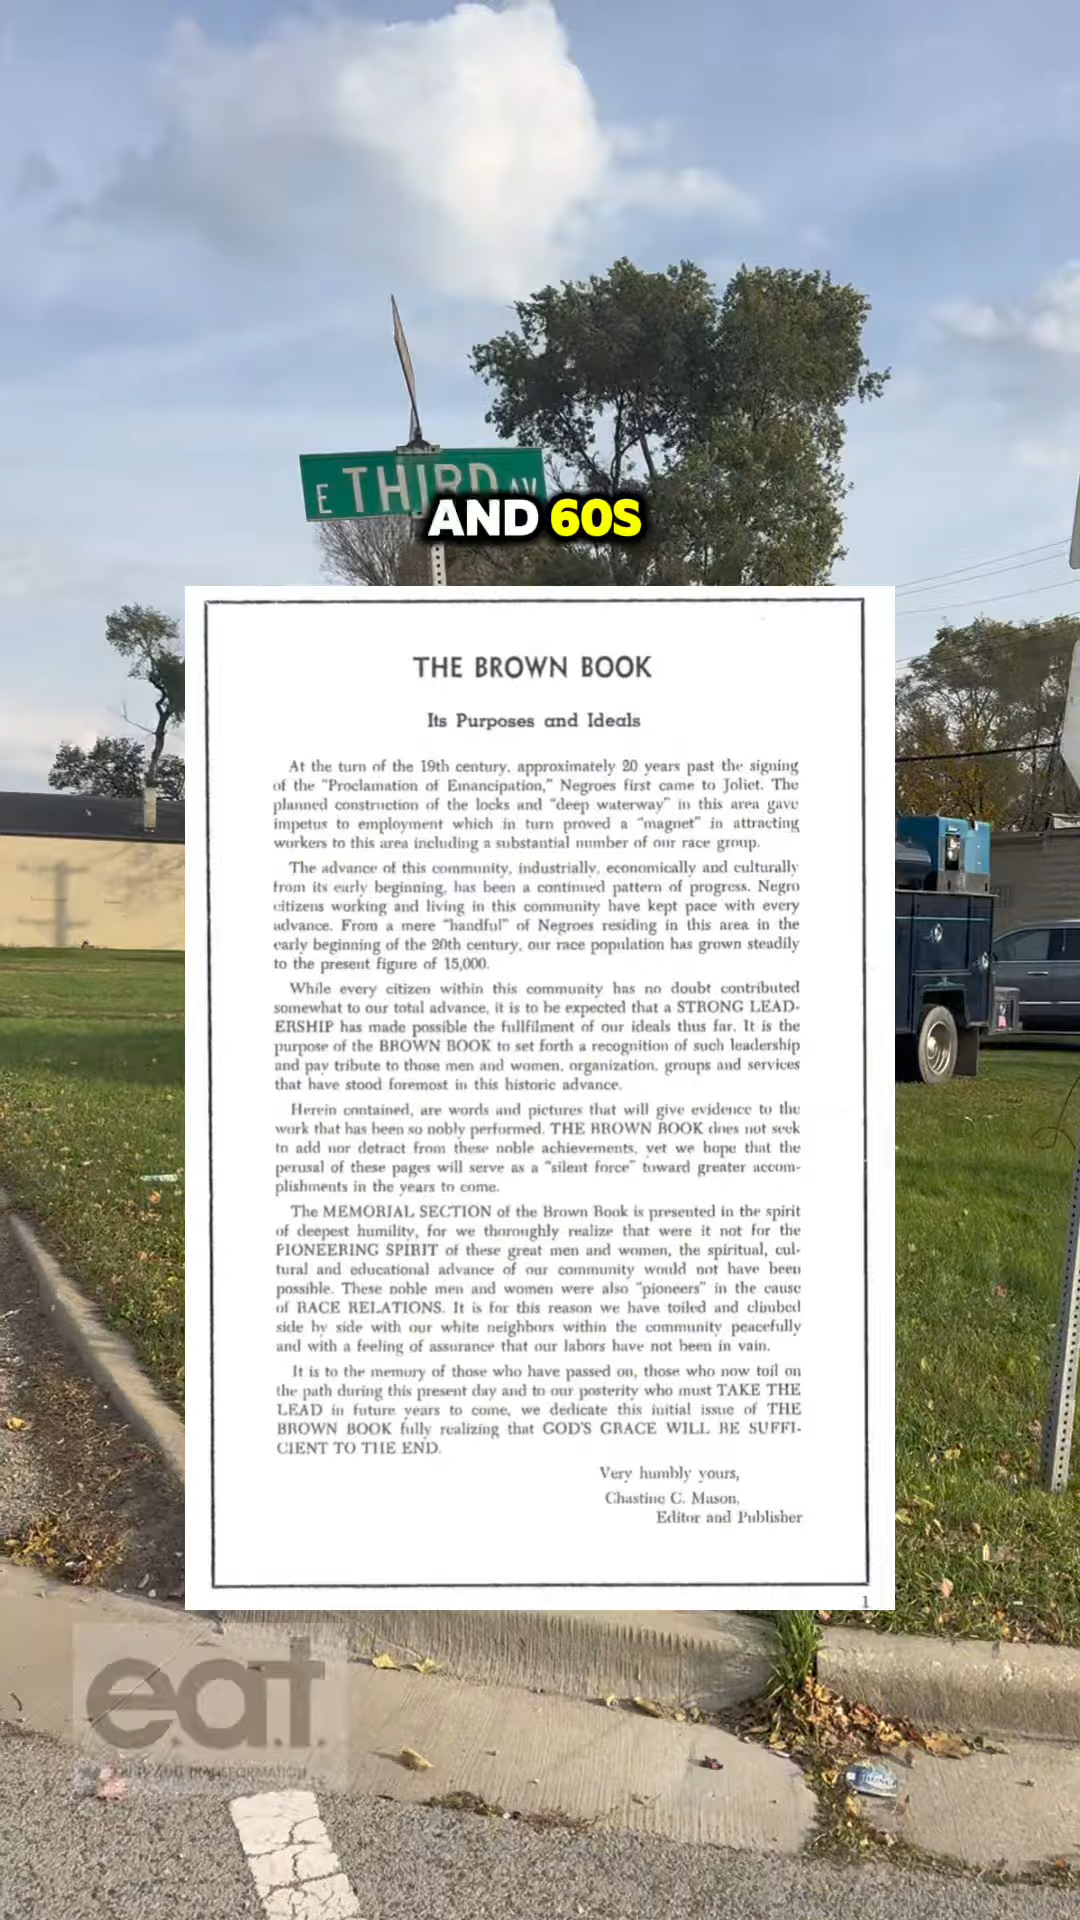 E THIRD AV
AND 60S
THE BROWN BOOK
Its Purposes and Ideals
At the turn of the 19th century, approximately 20 years past the signing
of the "Proclamation of Emancipation," Negroes first came to Joliet. The
planned construction of the locks and "deep waterway" in this area gave
impetus to employment which in turn proved a "magnet" in attracting
workers to this area including a substantial number of our race group.
The advance of this community, industrially, economically and culturally
from its early beginning, has been a continued pattern of progress. Negro
citizens working and living in this community have kept pace with every
advance. From a mere "handful" of Negroes residing in this area in the
early beginning of the 20th century, our race population has grown steadily
to the present figure of 15,000.
While every citizen within this community has no doubt contributed
somewhat to our total advance, it is to be expected that a STRONG LEAD-
ERSHIP has made possible the fullfilment of our ideals thus far. It is the
purpose of the BROWN BOOK to set forth a recognition of such leadership
and pay tribute to those men and women, organization, groups and services
that have stood foremost in this historic advance.
Herein contained, are words and pictures that will give evidence to the
work that has been so nobly performed. THE BROWN BOOK does not seek
to add nor detract from these noble achievements, yet we hope that the
perusal of these pages will serve as a "silent force" toward greater accom-
plishments in the years to come.
The MEMORIAL SECTION of the Brown Book is presented in the spirit
of deepest humility, for we thoroughly realize that were it not for the
PIONEERING SPIRIT of these great men and women, the spiritual, cul-
tural and educational advance of our community would not have been
possible. These noble men and women were also "pioneers" in the cause
of RACE RELATIONS. It is for this reason we have toiled and climbed
side by side with our white neighbors within the community peacefully
and with a feeling of assurance that our labors have not been in vain.
It is to the memory of those who have passed on, those who now toil on
the path during this present day and to our posterity who must TAKE THE
LEAD in future years to come, we dedicate this initial issue of THE
BROWN BOOK fully realizing that GOD'S GRACE WILL BE SUFFI-
CIENT TO THE END.
Very humbly yours,
Chastine C. Mason,
Editor and Publisher
1
e.a.t.
TRANSFORMATION